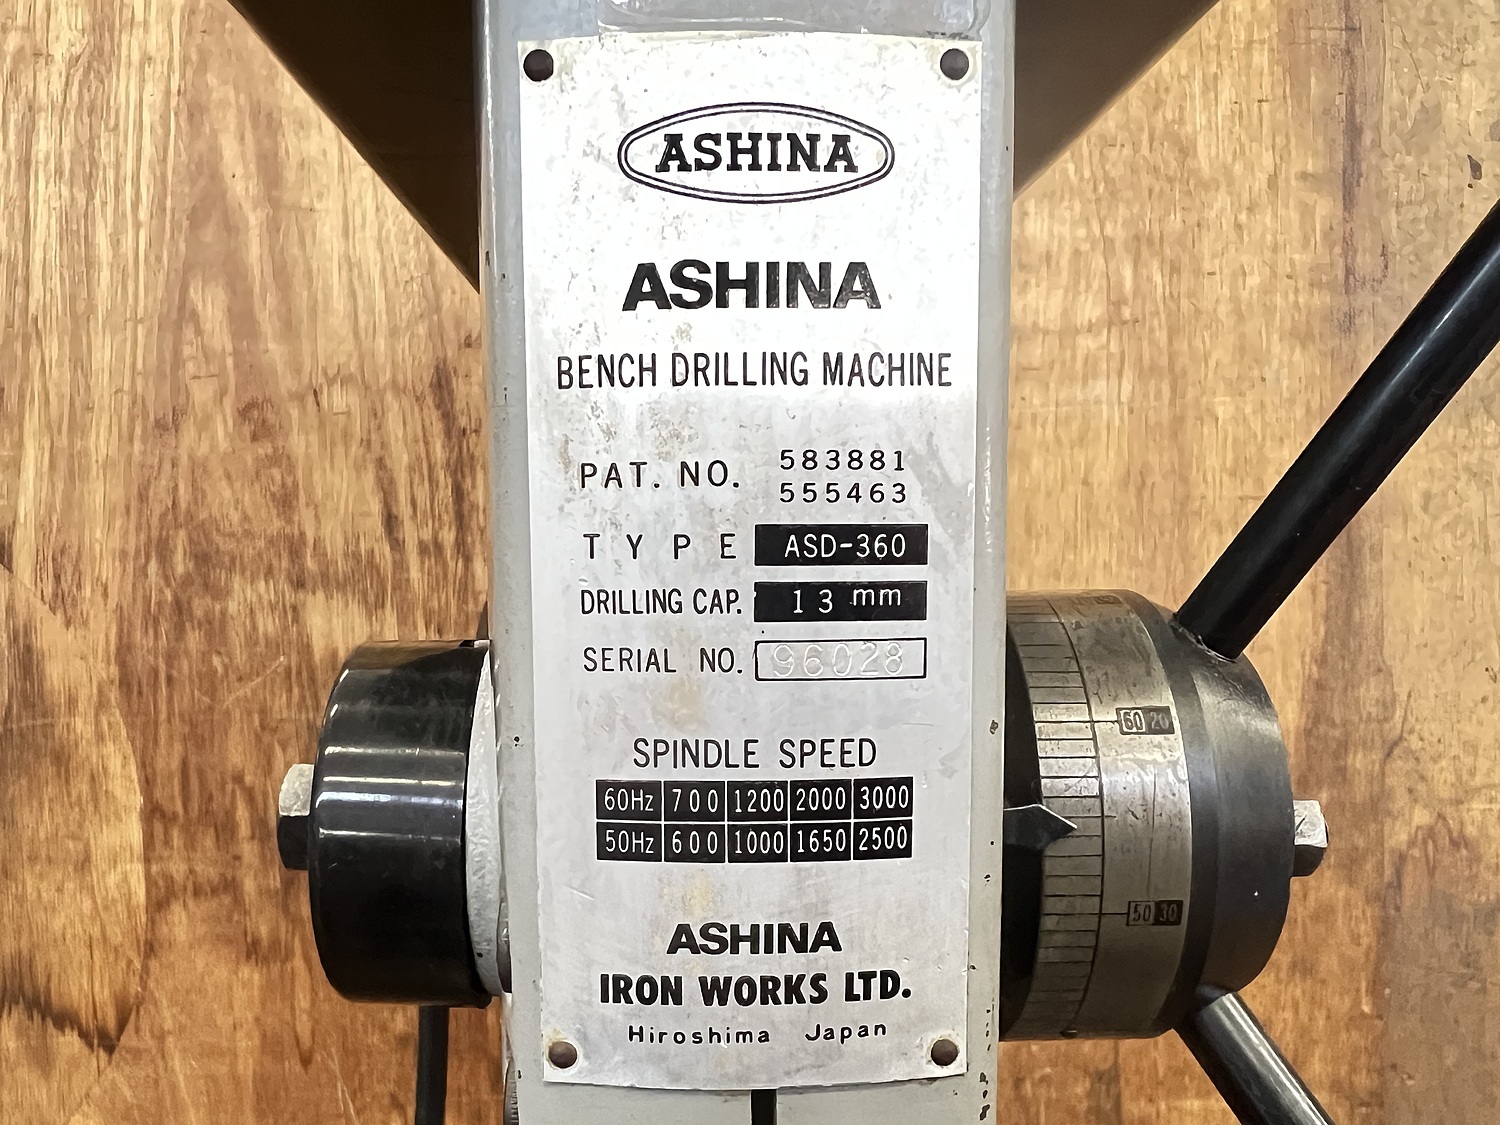 ASHINA
ASHINA
BENCH DRILLING MACHINE
PAT. NO. 583881
555463
TYPE ASD-360
DRILLING CAP. 13 mm
SERIAL NO. 96028
SPINDLE SPEED
60Hz 700 1200 2000 3000
50Hz 600 1000 1650 2500
ASHINA
IRON WORKS LTD.
Hiroshima Japan
60 20
50 30